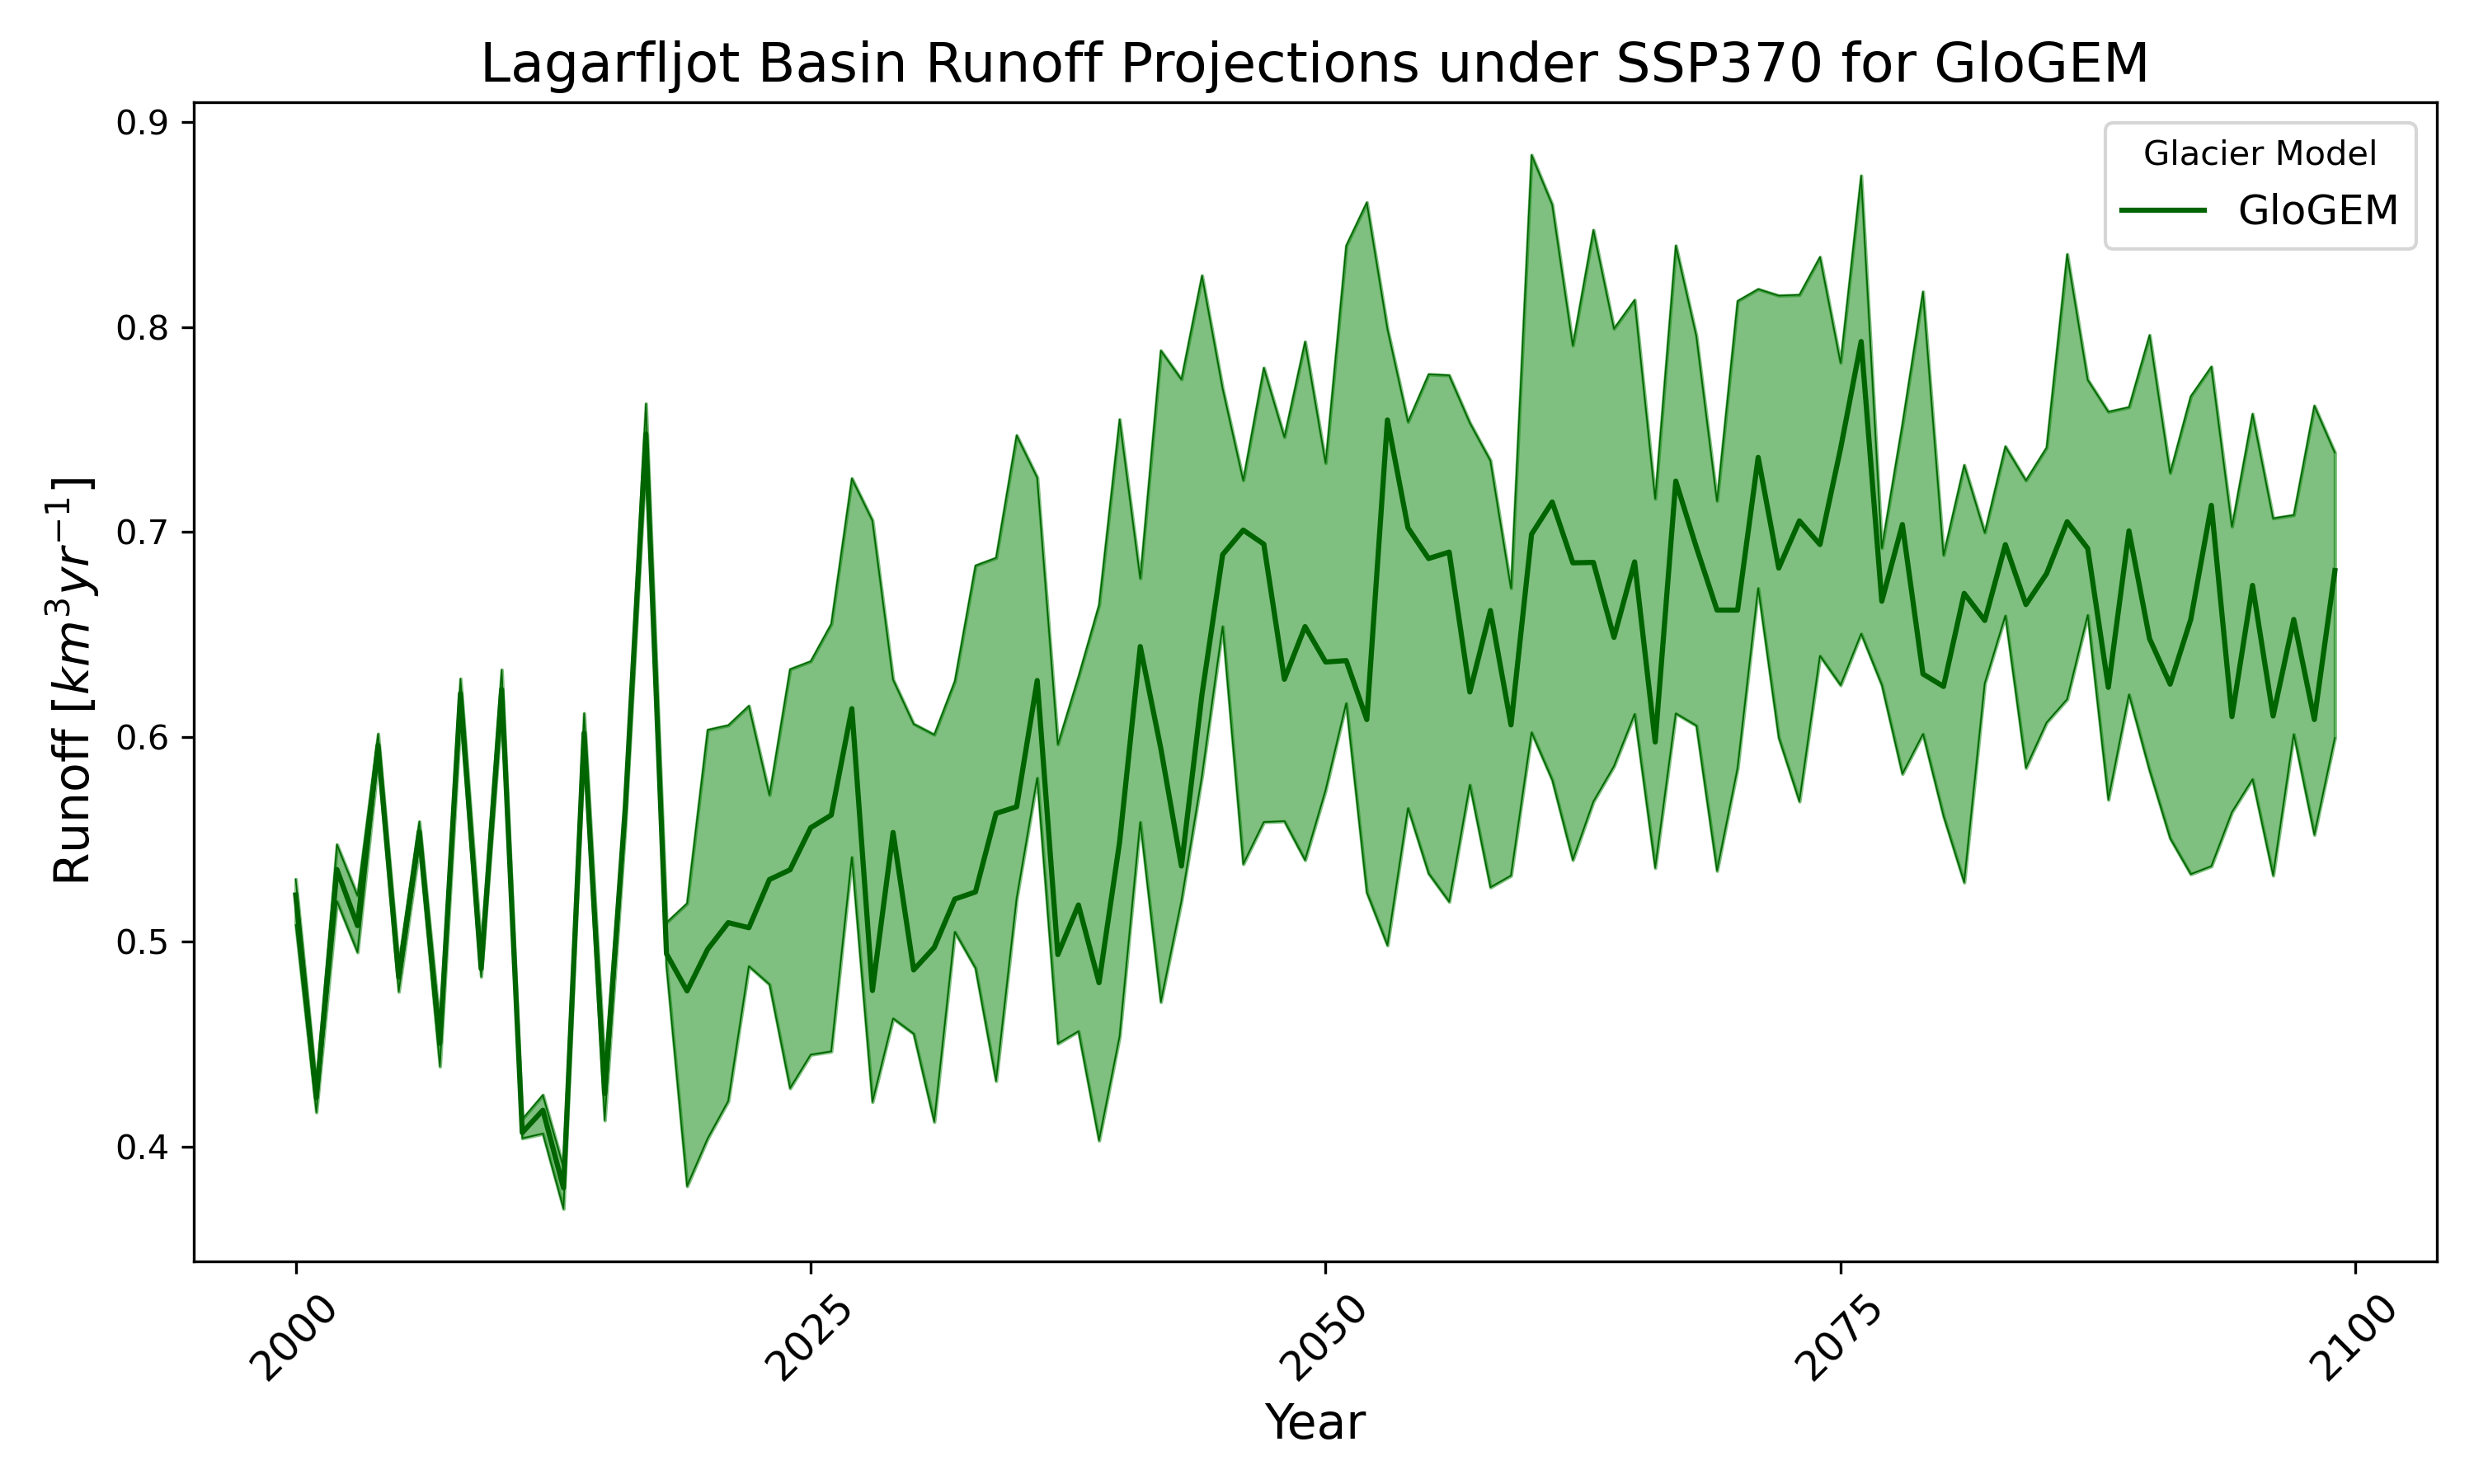 Lagarfljot Basin Runoff Projections under SSP370 for GloGEM
Glacier Model
GloGEM
Runoff [km³yr⁻¹]
0.9
0.8
0.7
0.6
0.5
0.4
2000
2025
2050
2075
2100
Year